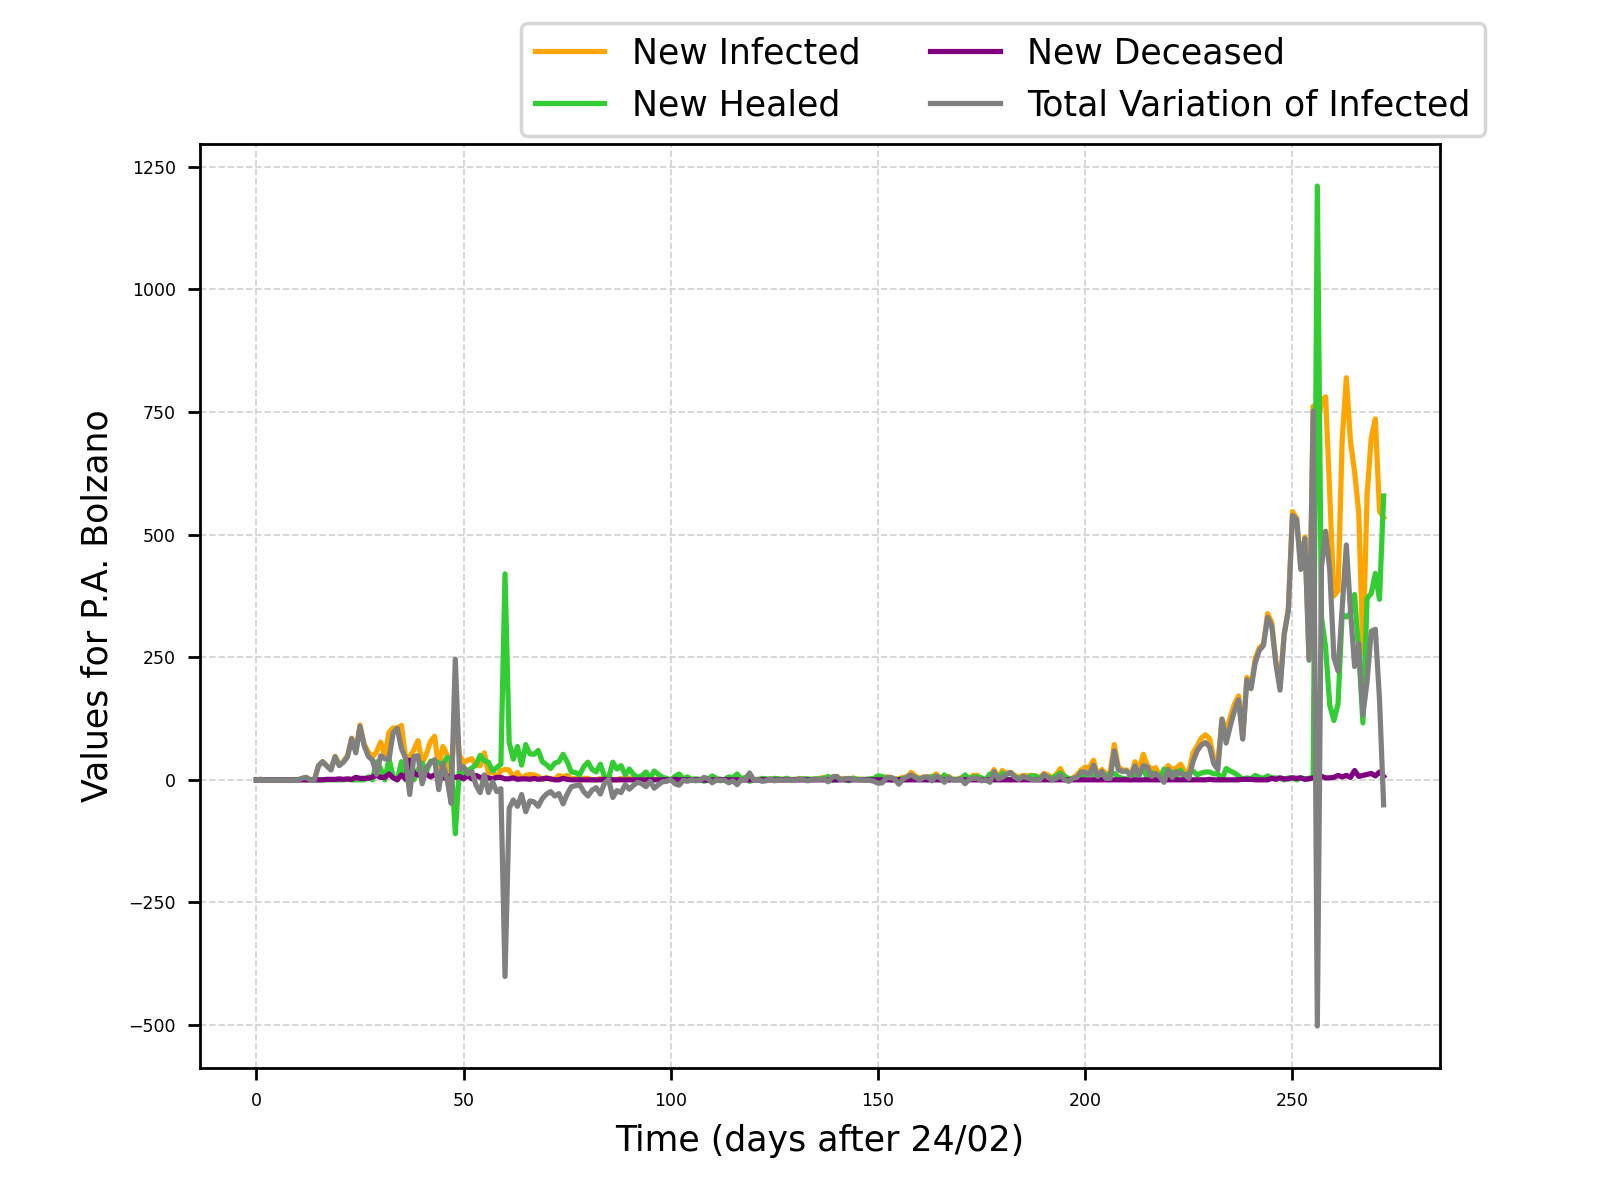 New Infected
New Healed
New Deceased
Total Variation of Infected
1250
1000
750
500
250
0
−250
−500
Values for P.A. Bolzano
0 50 100 150 200 250
Time (days after 24/02)